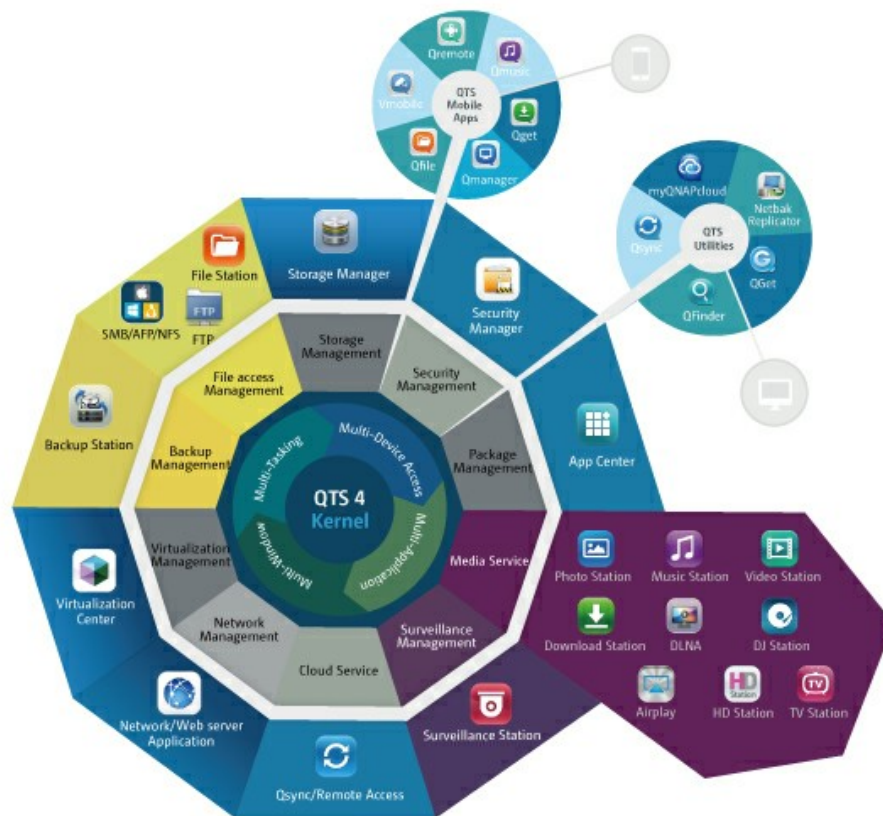 Qremote
Qmusic
Vmobile
QTS
Mobile
Apps
Qget
Qfile
Qmanager
myQNAPcloud
Netbak
Replicator
Qsync
QTS
Utilities
QGet
QFinder
File Station
Storage Manager
SMB/AFP/NFS
FTP
FTP
Security
Manager
Storage
Management
File access
Management
Security
Management
Backup Station
Backup
Management
Multi-Tasking
Multi-Device Access
Package
Management
App Center
QTS 4
Kernel
Multi-Window
Multi-Application
Virtualization
Management
Media Service
Virtualization
Center
Network
Management
Surveillance
Management
Cloud Service
Photo Station
Music Station
Video Station
Download Station
DLNA
DJ Station
HD
Station
TV
Airplay
HD Station
TV Station
Network/Web server
Application
Surveillance Station
Qsync/Remote Access